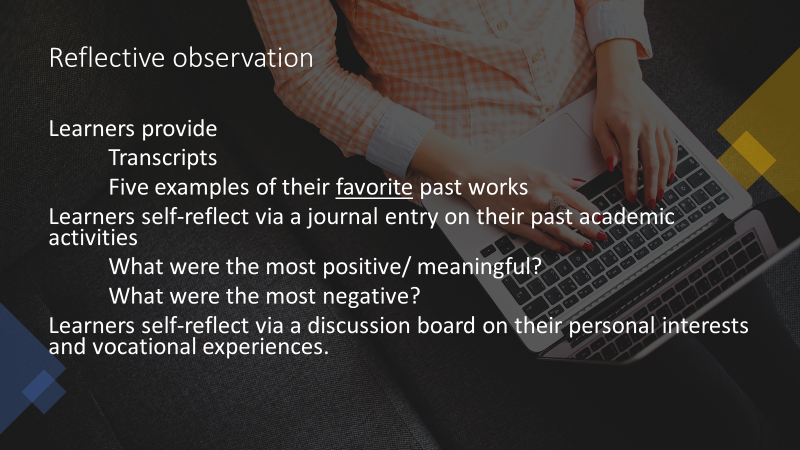 Reflective observation
Learners provide
Transcripts
Five examples of their favorite past works
Learners self-reflect via a journal entry on their past academic
activities
What were the most positive/ meaningful?
What were the most negative?
Learners self-reflect via a discussion board on their personal interests
and vocational experiences.